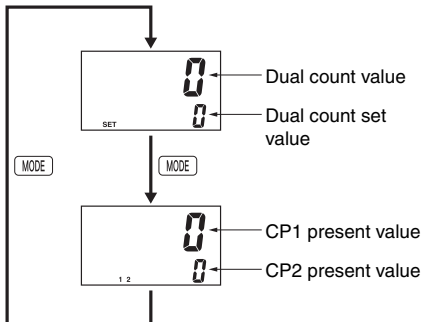 0
Dual count value
0
Dual count set
value
SET
MODE
MODE
0
CP1 present value
0
CP2 present value
1 2